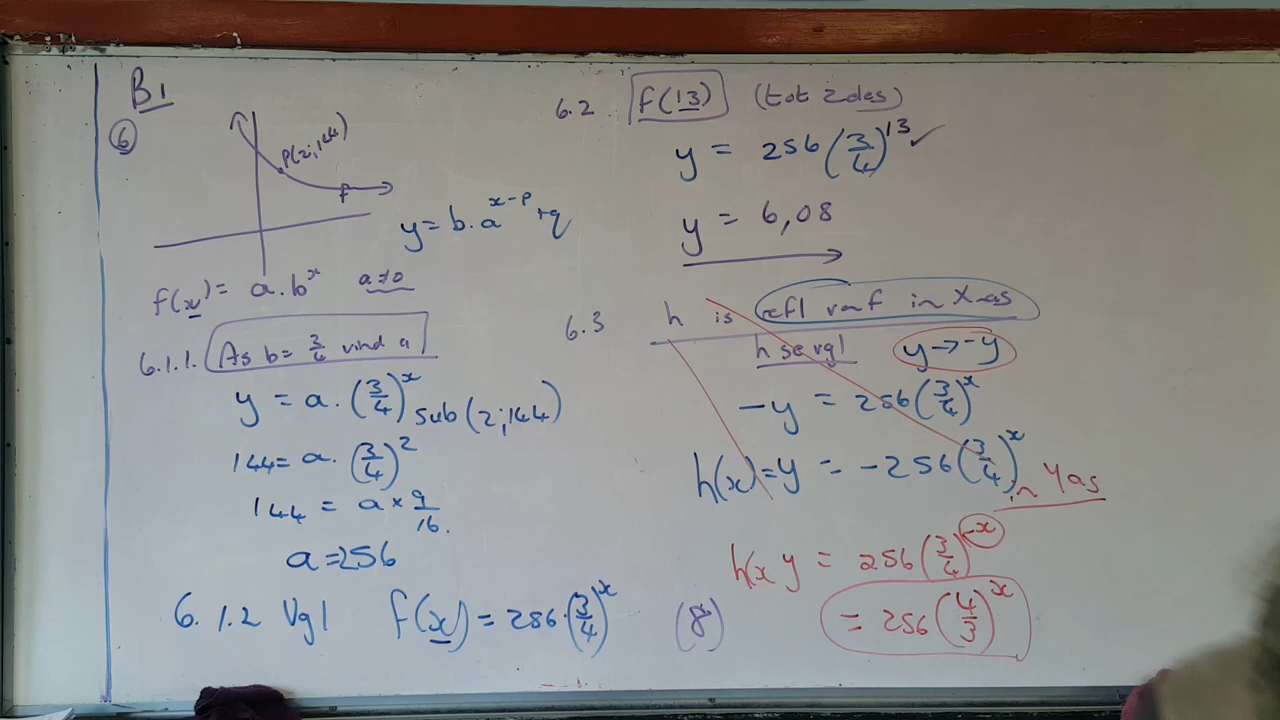 B1
⑥
P(2;144)
f
y = b.a^(x-p) +q
f(x) = a.b^x a≠0
6.1.1. As b = 3/4 vind a
y = a.(3/4)^x sub(2;144)
144 = a.(3/4)^2
144 = a × 9/16.
a = 256
6.1.2 Vgl f(x) = 256.(3/4)^x (8)
6.2 f(13) (tot 2 des)
y = 256(3/4)^13 ✓
y = 6,08
6.3 h is refl van f in X-as
h se vgl y → -y
-y = 256(3/4)^x
h(x) = y = -256(3/4)^x
in Y as
h(x y = 256(3/4)^-x
= 256(4/3)^x